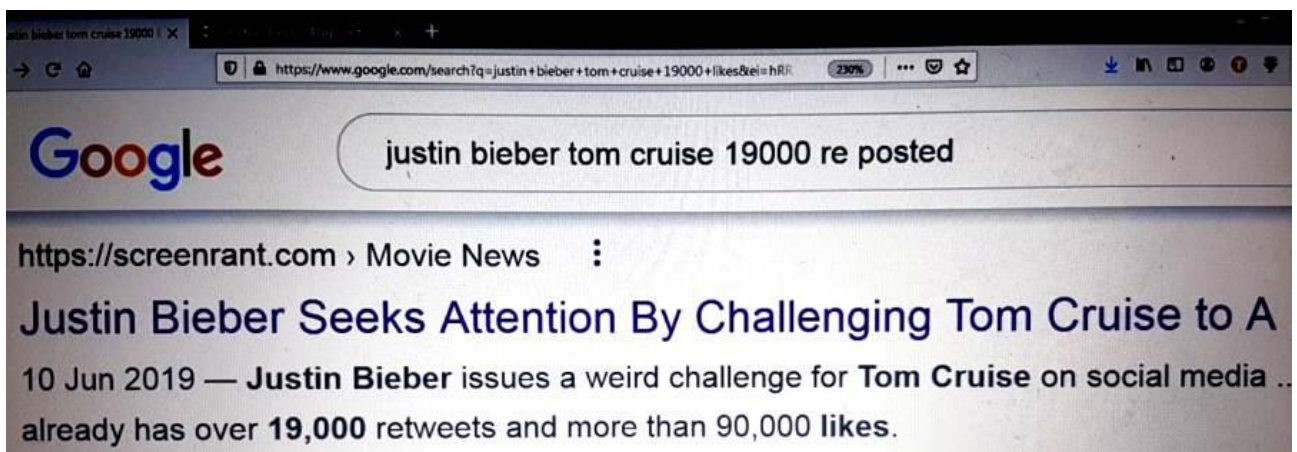 justin bieber tom cruise 19000 l
https://www.google.com/search?q=justin+bieber+tom+cruise+19000+likes&ei=hRR 230%
Google justin bieber tom cruise 19000 re posted
https://screenrant.com › Movie News
Justin Bieber Seeks Attention By Challenging Tom Cruise to A
10 Jun 2019 — Justin Bieber issues a weird challenge for Tom Cruise on social media ..
already has over 19,000 retweets and more than 90,000 likes.